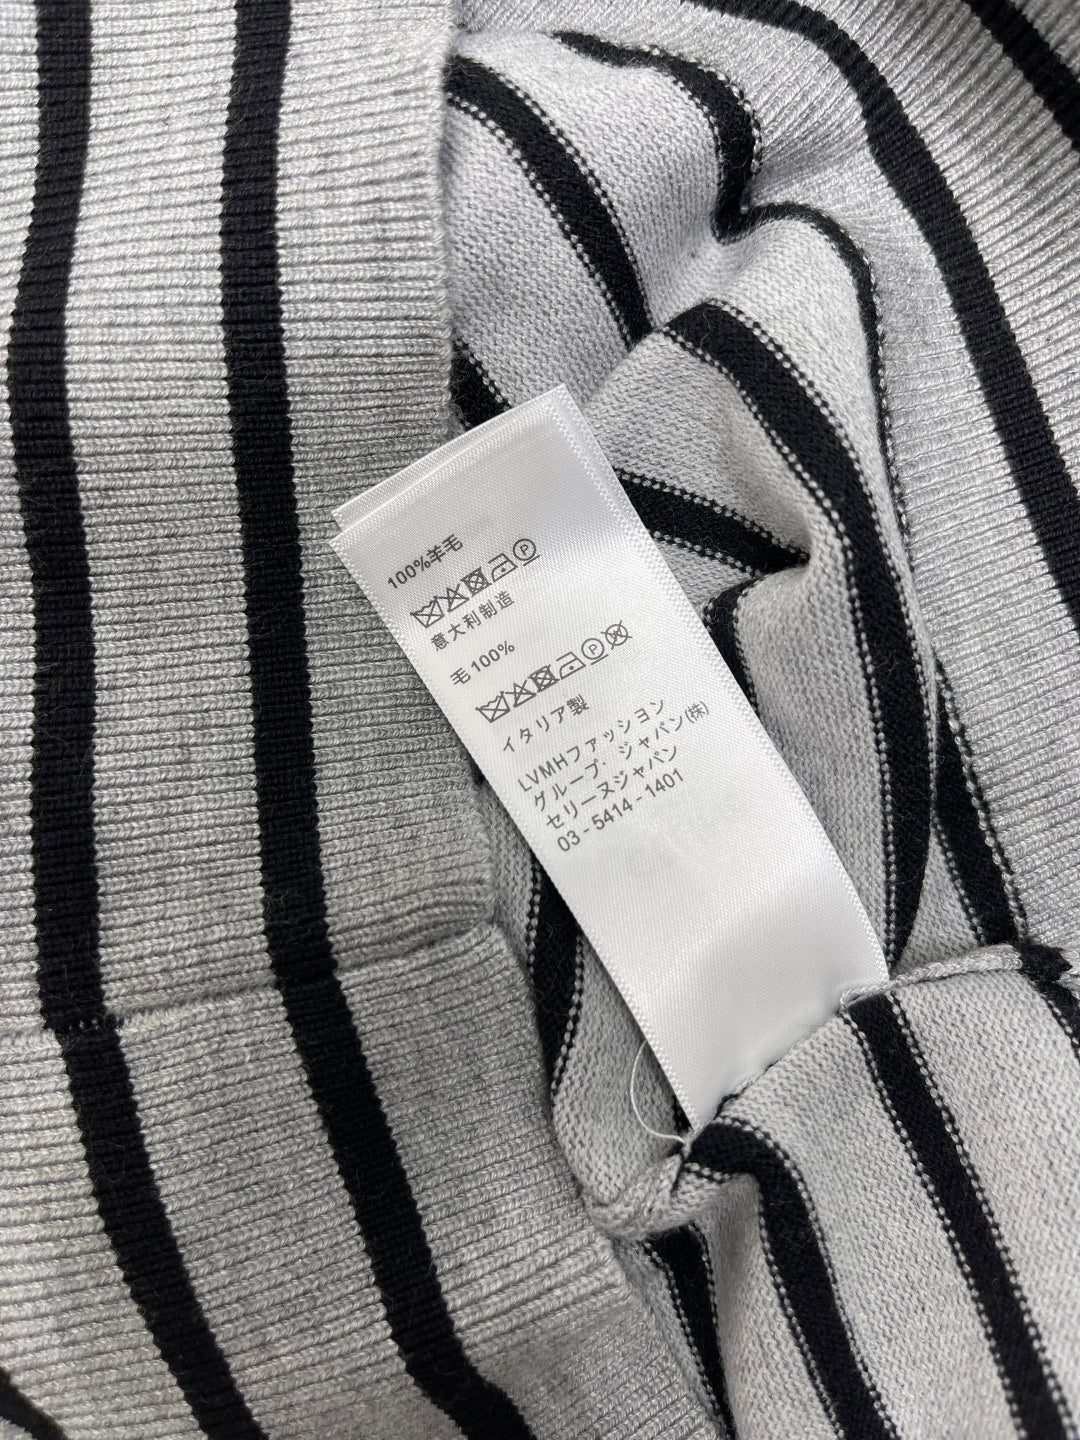 100%羊毛
P
意大利制造
毛 100%
P
イタリア製
LVMHファッション
グループ・ジャパン(株)
セリーヌジャパン
03 - 5414 - 1401